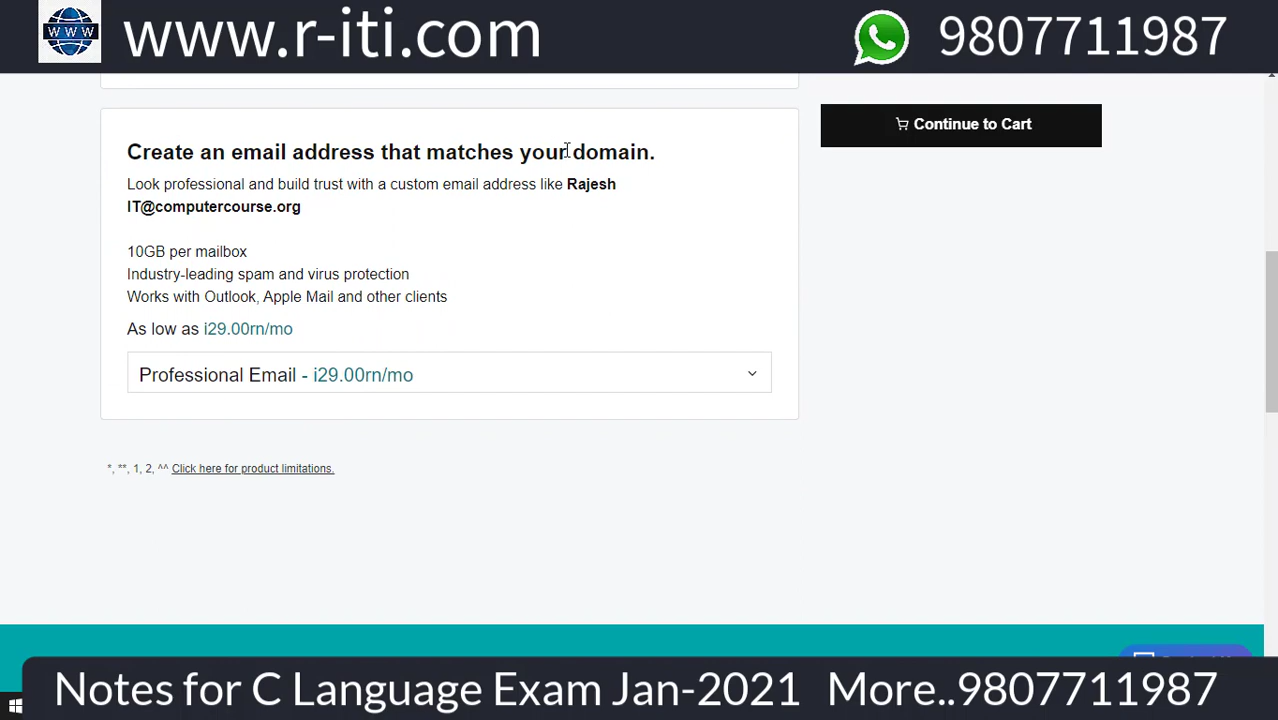 WWW
www.r-iti.com
9807711987
Continue to Cart
Create an email address that matches your domain.
Look professional and build trust with a custom email address like Rajesh
IT@computercourse.org
10GB per mailbox
Industry-leading spam and virus protection
Works with Outlook, Apple Mail and other clients
As low as i29.00rn/mo
Professional Email - i29.00rn/mo
*, **, 1, 2, ^^ Click here for product limitations.
Notes for C Language Exam Jan-2021 More..9807711987